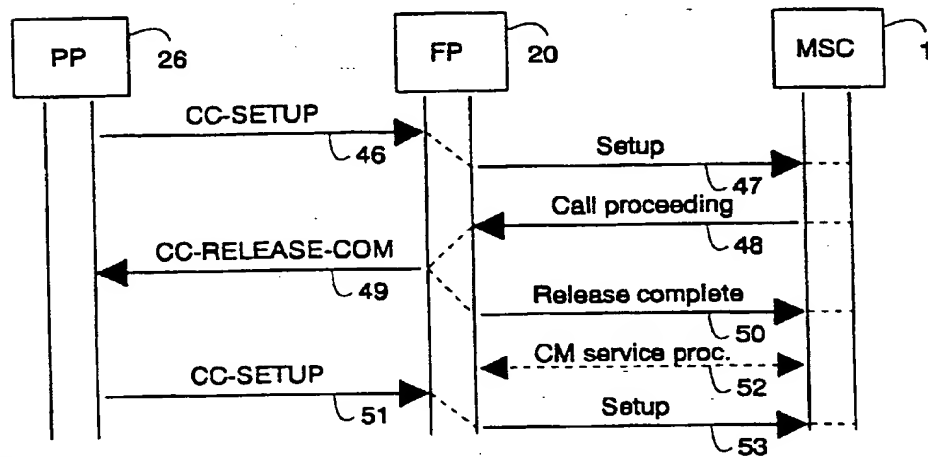 PP
26
FP
20
MSC
1
CC-SETUP
46
Setup
47
Call proceeding
48
CC-RELEASE-COM
49
Release complete
50
CM service proc.
52
CC-SETUP
51
Setup
53